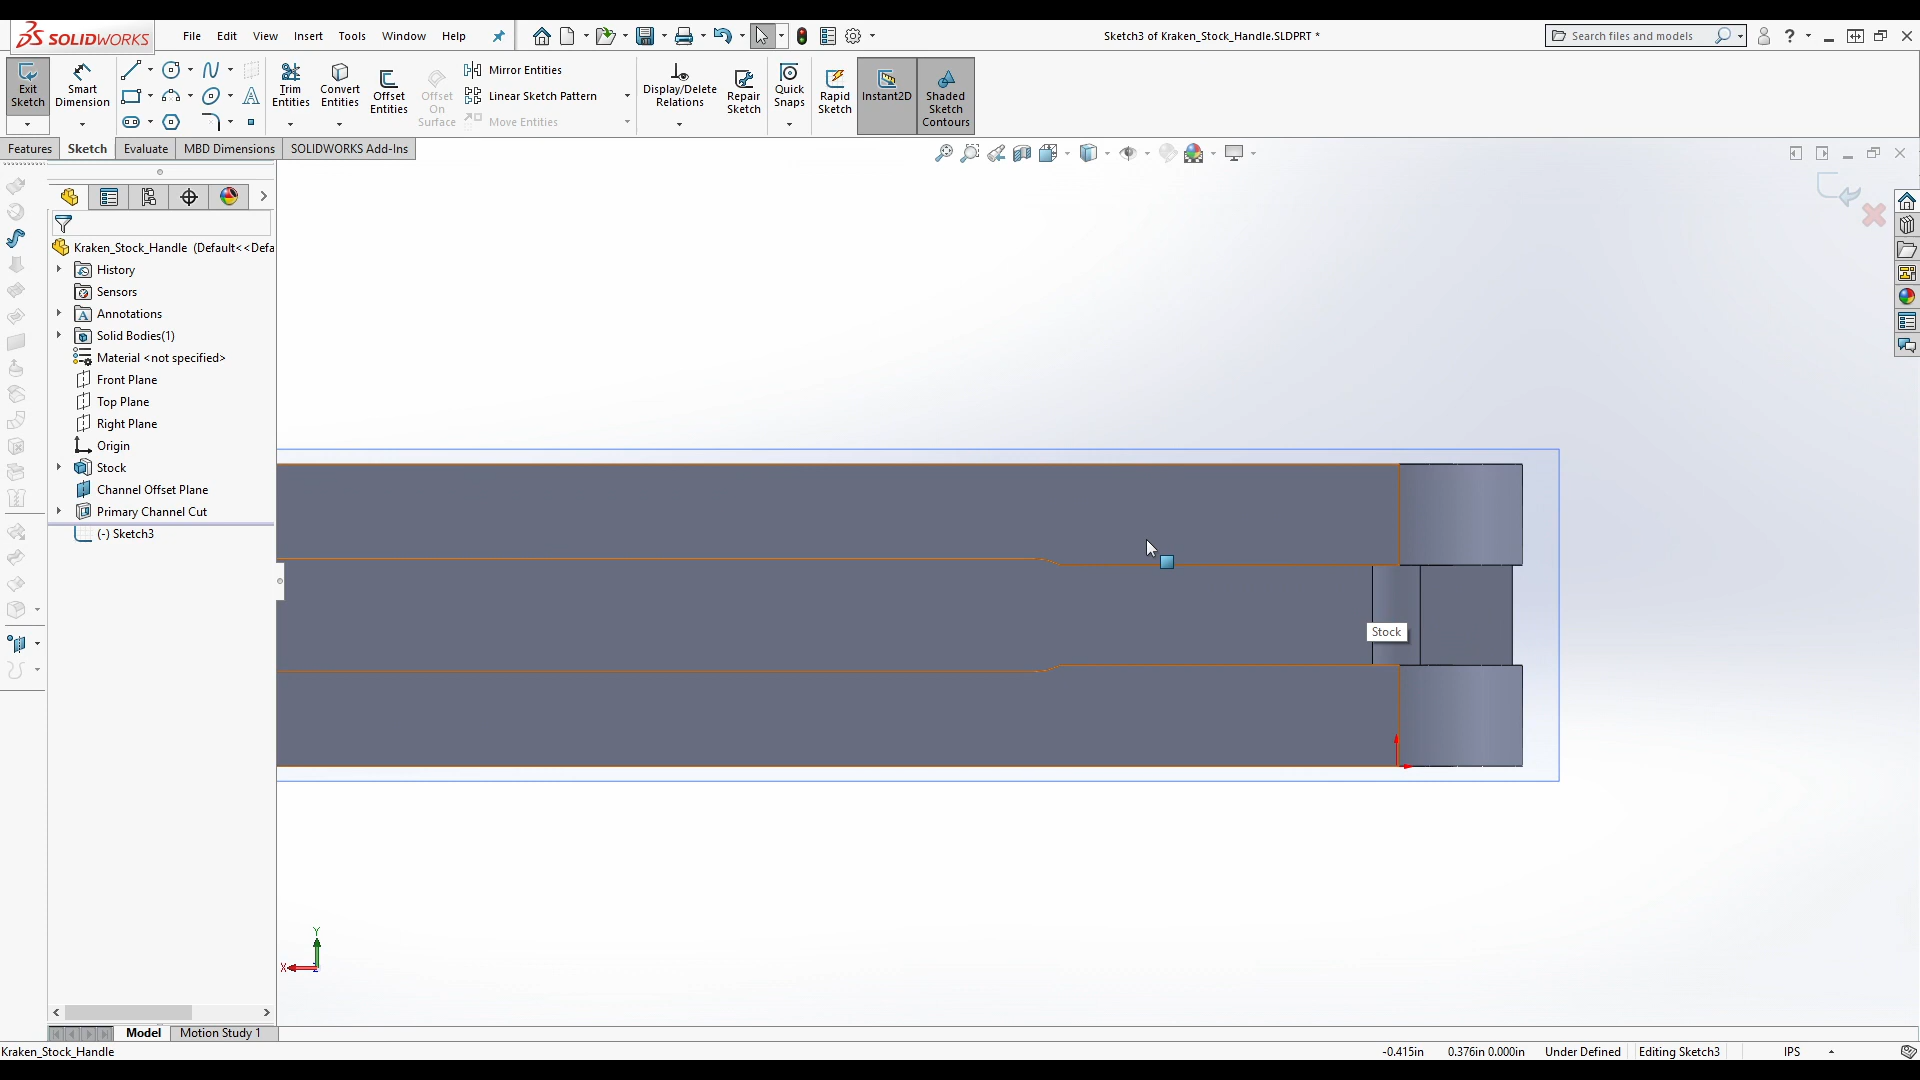 SOLIDWORKS
File Edit View Insert Tools Window Help
Sketch3 of Kraken_Stock_Handle.SLDPRT *
Search files and models
Exit Sketch
Smart Dimension
Trim Entities
Convert Entities
Offset Entities
Offset On Surface
Mirror Entities
Linear Sketch Pattern
Move Entities
Display/Delete Relations
Repair Sketch
Quick Snaps
Rapid Sketch
Instant2D
Shaded Sketch Contours
Features Sketch Evaluate MBD Dimensions SOLIDWORKS Add-Ins
Kraken_Stock_Handle (Default<<Defa
History
Sensors
Annotations
Solid Bodies(1)
Material <not specified>
Front Plane
Top Plane
Right Plane
Origin
Stock
Channel Offset Plane
Primary Channel Cut
(-) Sketch3
Stock
Y
X
Model Motion Study 1
Kraken_Stock_Handle
-0.415in 0.376in 0.000in Under Defined Editing Sketch3 IPS